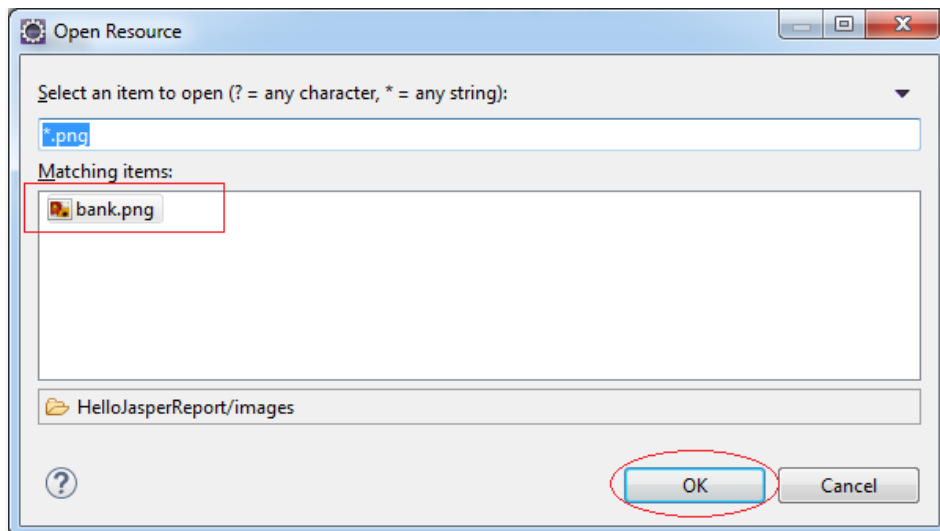 Open Resource
Select an item to open (? = any character, * = any string):
*.png
Matching items:
bank.png
HelloJasperReport/images
OK
Cancel